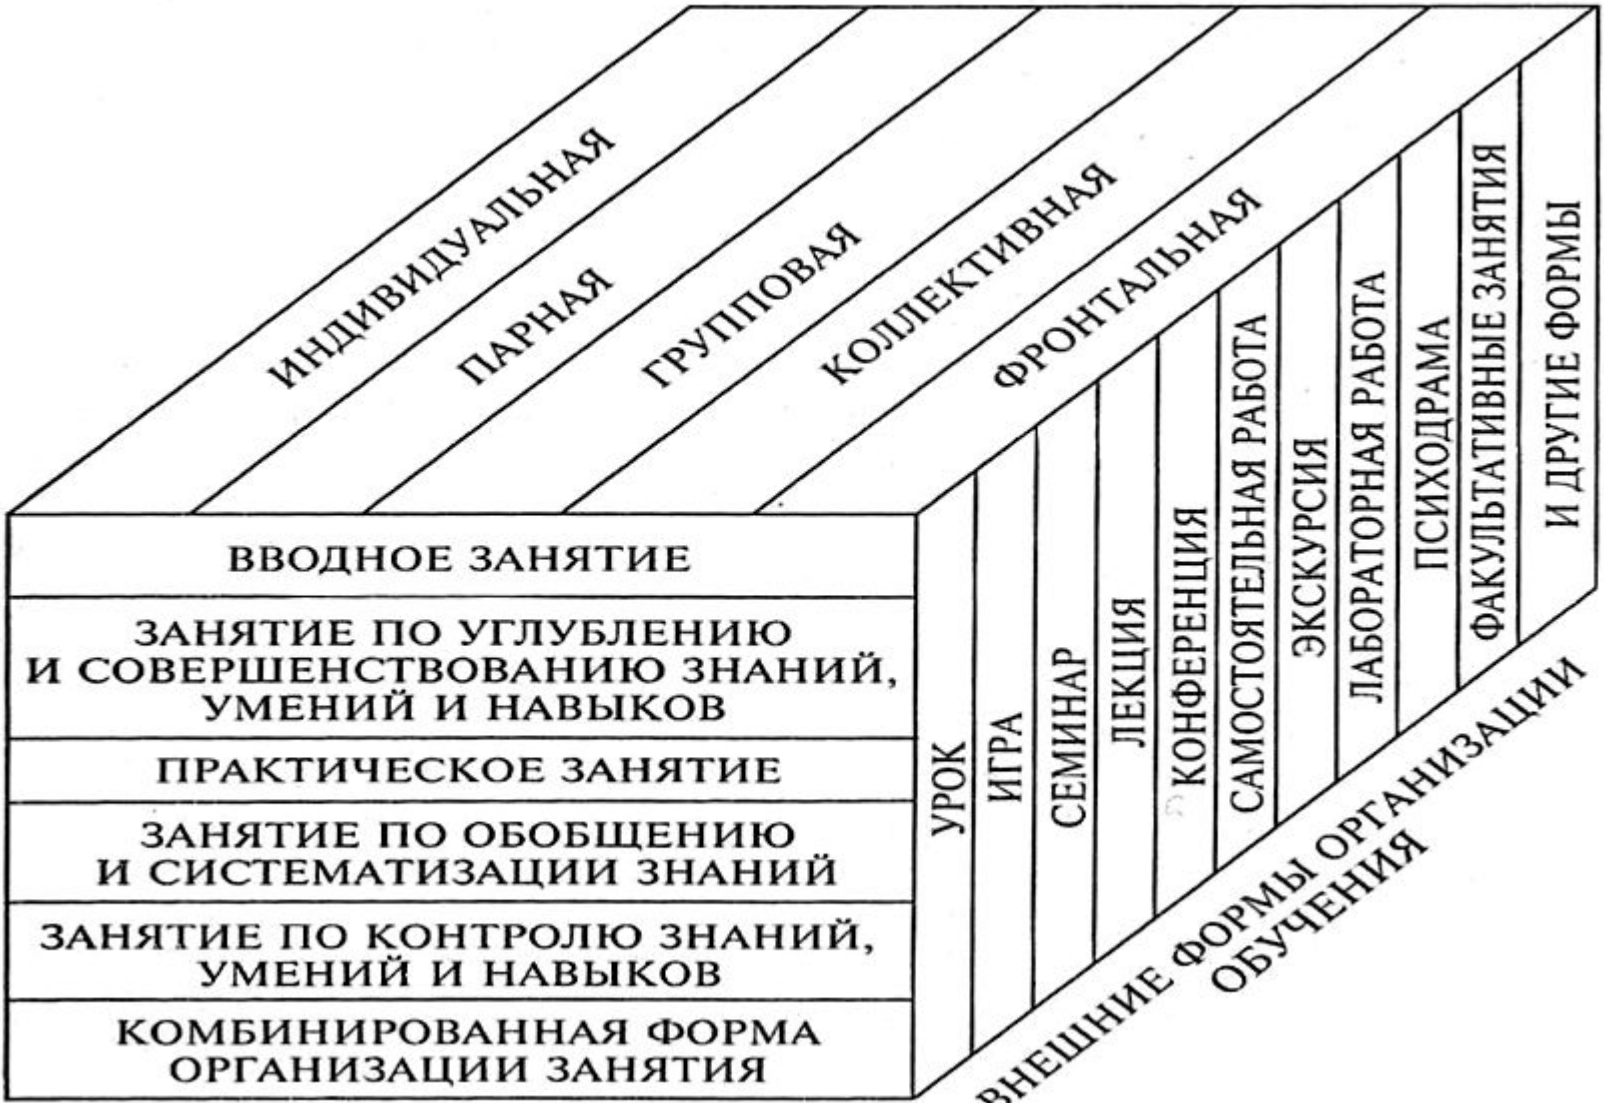 ИНДИВИДУАЛЬНАЯ
ПАРНАЯ
ГРУППОВАЯ
КОЛЛЕКТИВНАЯ
ФРОНТАЛЬНАЯ
ВВОДНОЕ ЗАНЯТИЕ
ЗАНЯТИЕ ПО УГЛУБЛЕНИЮ
И СОВЕРШЕНСТВОВАНИЮ ЗНАНИЙ,
УМЕНИЙ И НАВЫКОВ
ПРАКТИЧЕСКОЕ ЗАНЯТИЕ
ЗАНЯТИЕ ПО ОБОБЩЕНИЮ
И СИСТЕМАТИЗАЦИИ ЗНАНИЙ
ЗАНЯТИЕ ПО КОНТРОЛЮ ЗНАНИЙ,
УМЕНИЙ И НАВЫКОВ
КОМБИНИРОВАННАЯ ФОРМА
ОРГАНИЗАЦИИ ЗАНЯТИЯ
УРОК
ИГРА
СЕМИНАР
ЛЕКЦИЯ
КОНФЕРЕНЦИЯ
САМОСТОЯТЕЛЬНАЯ РАБОТА
ЭКСКУРСИЯ
ЛАБОРАТОРНАЯ РАБОТА
ПСИХОДРАМА
ФАКУЛЬТАТИВНЫЕ ЗАНЯТИЯ
И ДРУГИЕ ФОРМЫ
ВНЕШНИЕ ФОРМЫ ОРГАНИЗАЦИИ
ОБУЧЕНИЯ